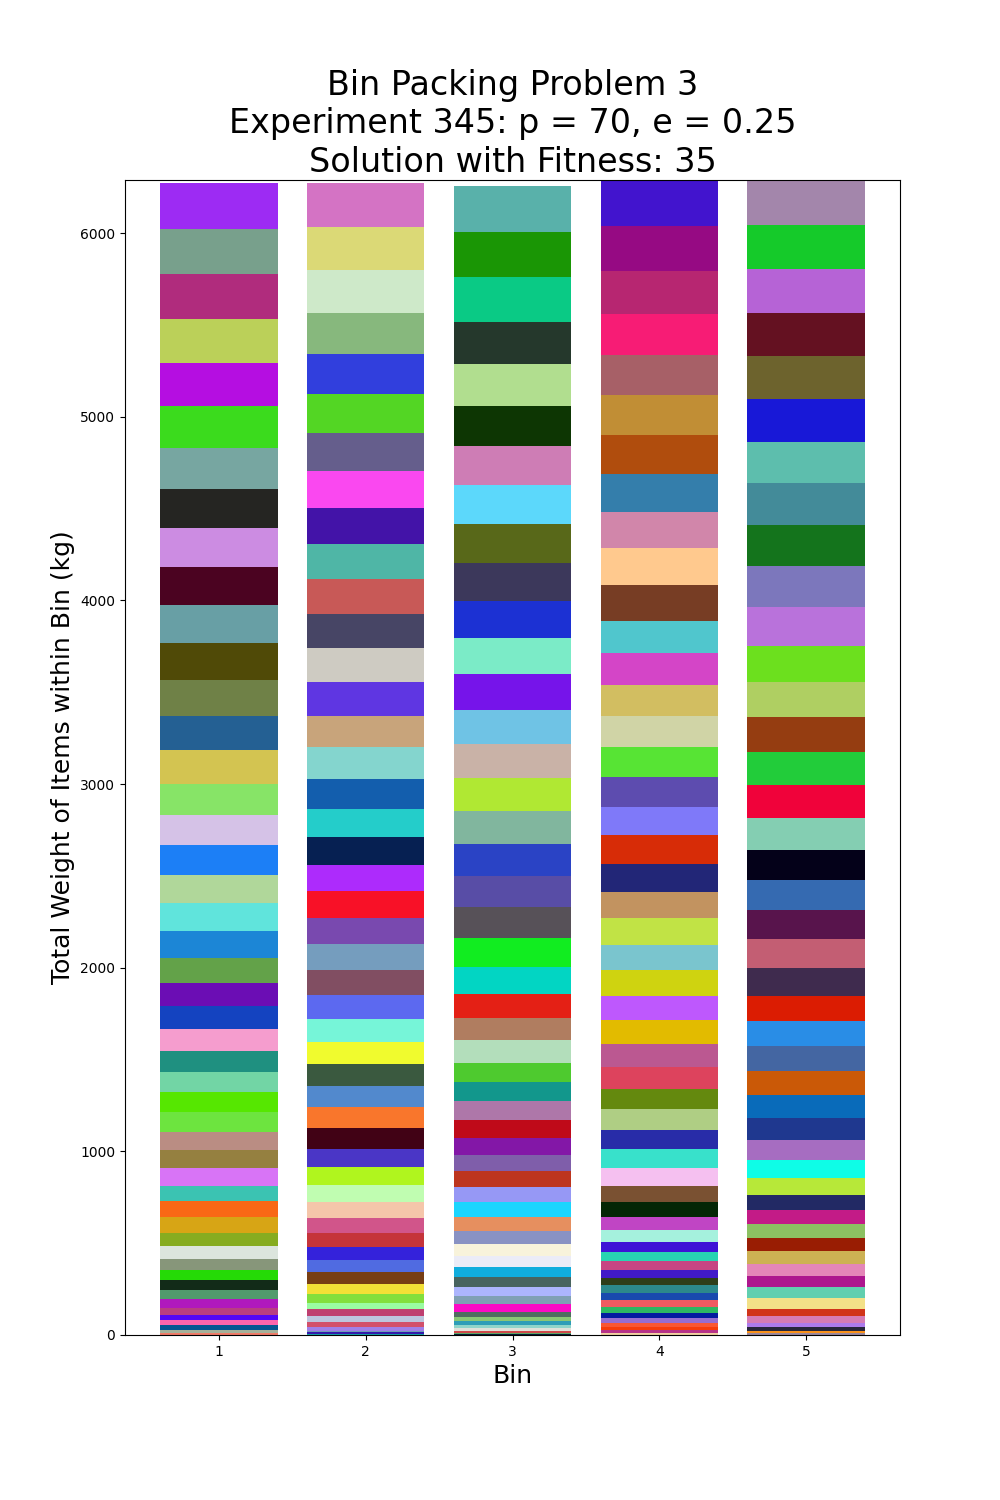 Bin Packing Problem 3
Experiment 345: p = 70, e = 0.25
Solution with Fitness: 35
Total Weight of Items within Bin (kg)
6000
5000
4000
3000
2000
1000
0
1 2 3 4 5
Bin